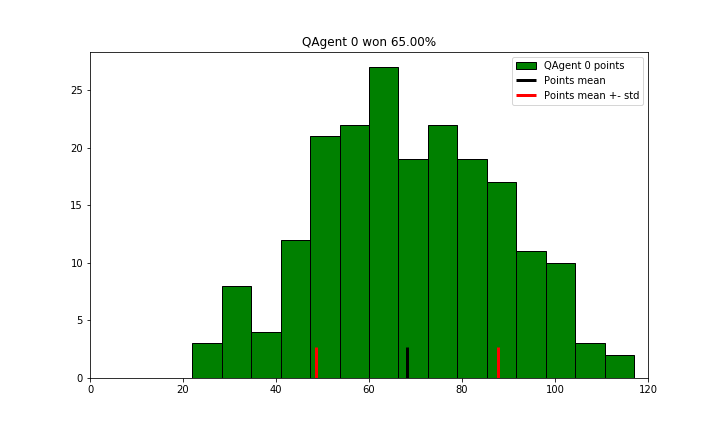 QAgent 0 won 65.00%
QAgent 0 points
Points mean
Points mean +- std
25
20
15
10
5
0
0 20 40 60 80 100 120